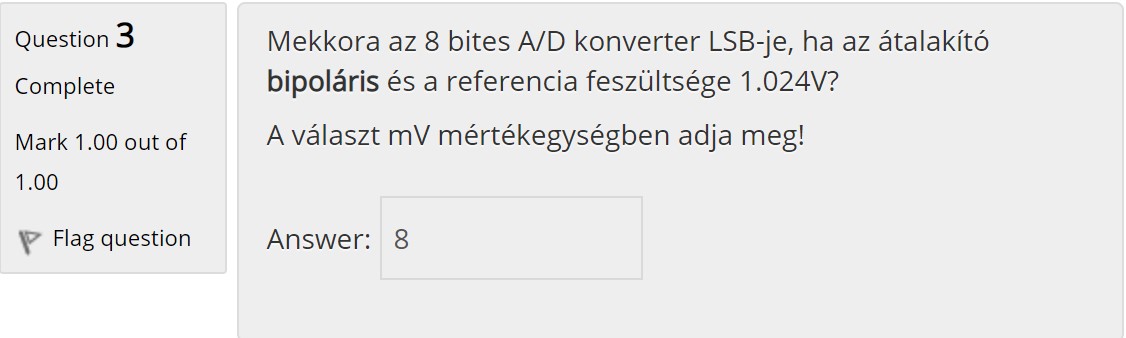 Question 3
Complete
Mark 1.00 out of
1.00
Flag question
Mekkora az 8 bites A/D konverter LSB-je, ha az átalakító
bipoláris és a referencia feszültsége 1.024V?
A választ mV mértékegységben adja meg!
Answer: 8